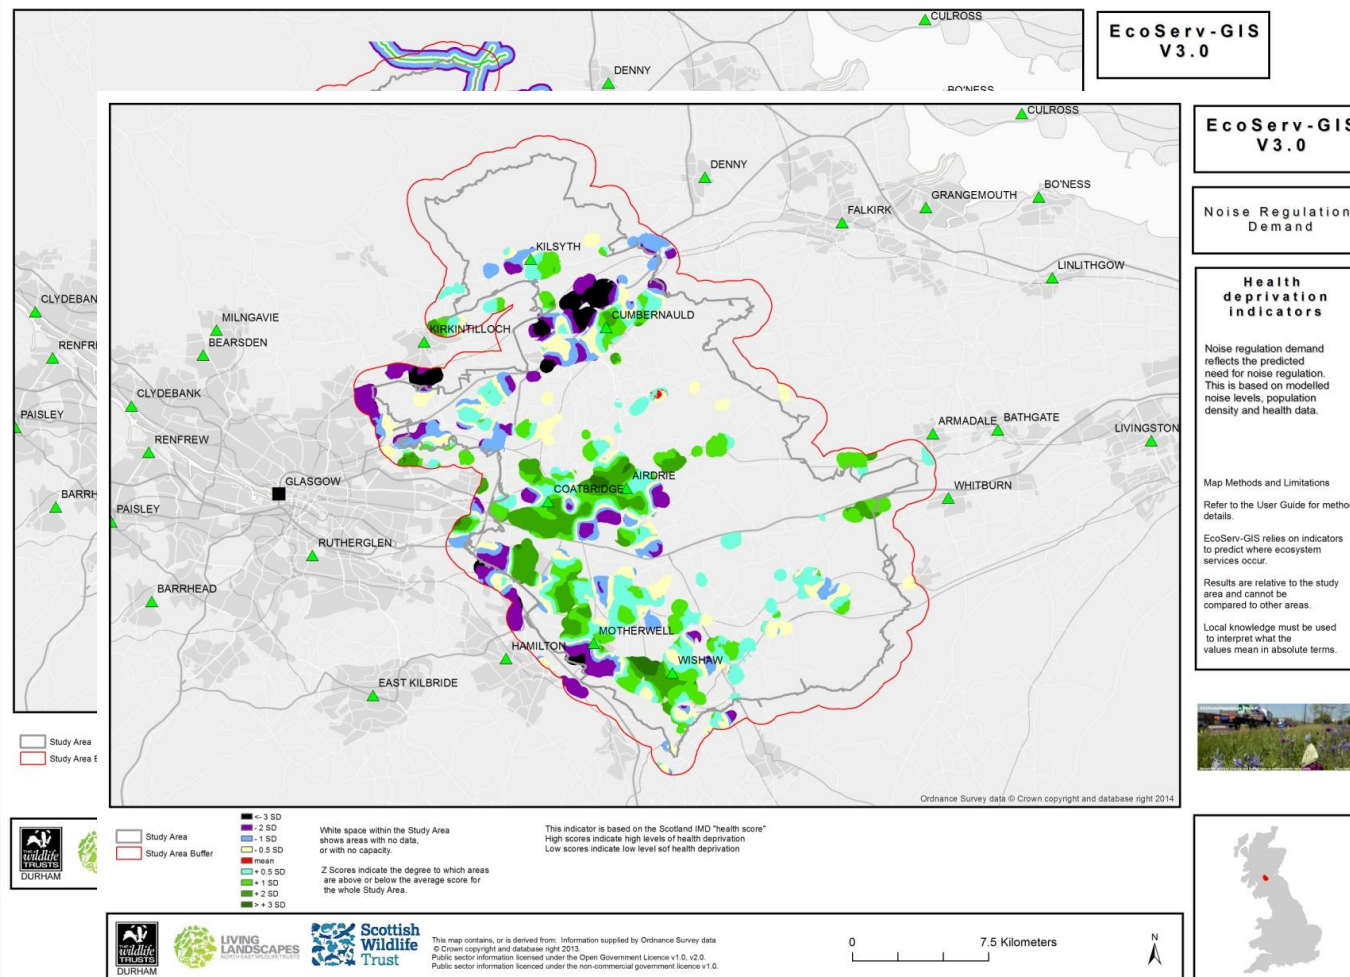 CULROSS
EcoServ-GIS
V3.0
DENNY
BO'NESS
CLYDEBAN
RENFRE
PAISLEY
BARRH
Study Area
Study Area B
DURHAM
EcoServ-GIS
V3.0
Noise Regulation
Demand
Health
deprivation
indicators
Noise regulation demand
reflects the predicted
need for noise regulation.
This is based on modelled
noise levels, population
density and health data.
Map Methods and Limitations
Refer to the User Guide for method
details.
EcoServ-GIS relies on indicators
to predict where ecosystem
services occur.
Results are relative to the study
area and cannot be
compared to other areas.
Local knowledge must be used
to interpret what the
values mean in absolute terms.
CULROSS
DENNY
BO'NESS
GRANGEMOUTH
FALKIRK
KILSYTH
LINLITHGOW
MILNGAVIE
CUMBERNAULD
KIRKINTILLOCH
BEARSDEN
CLYDEBANK
ARMADALE
BATHGATE
LIVINGSTON
RENFREW
AIRDRIE
GLASGOW
COATBRIDGE
WHITBURN
PAISLEY
RUTHERGLEN
BARRHEAD
MOTHERWELL
HAMILTON
WISHAW
EAST KILBRIDE
Ordnance Survey data © Crown copyright and database right 2014
Study Area
Study Area Buffer
<- 3 SD
- 2 SD
- 1 SD
- 0.5 SD
mean
+ 0.5 SD
+ 1 SD
+ 2 SD
> + 3 SD
White space within the Study Area
shows areas with no data,
or with no capacity.
Z Scores indicate the degree to which areas
are above or below the average score for
the whole Study Area.
This indicator is based on the Scotland IMD "health score"
High scores indicate high levels of health deprivation
Low scores indicate low level sof health deprivation
THE
wildlife
TRUSTS
DURHAM
LIVING
LANDSCAPES
NORTH EAST WILDLIFE TRUSTS
Scottish
Wildlife
Trust
This map contains, or is derived from: Information supplied by Ordnance Survey data
© Crown copyright and database right 2013.
Public sector information licensed under the Open Government Licence v1.0, v2.0.
Public sector information licensed under the non-commercial government licence v1.0.
0 7.5 Kilometers
N